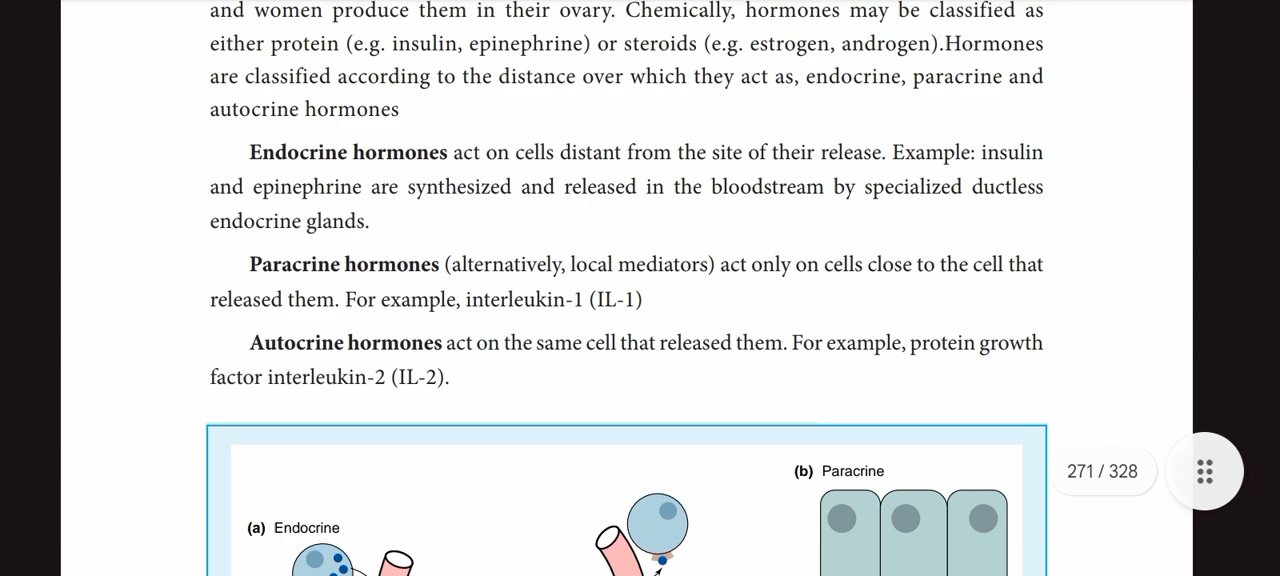 and women produce them in their ovary. Chemically, hormones may be classified as
either protein (e.g. insulin, epinephrine) or steroids (e.g. estrogen, androgen).Hormones
are classified according to the distance over which they act as, endocrine, paracrine and
autocrine hormones
Endocrine hormones act on cells distant from the site of their release. Example: insulin
and epinephrine are synthesized and released in the bloodstream by specialized ductless
endocrine glands.
Paracrine hormones (alternatively, local mediators) act only on cells close to the cell that
released them. For example, interleukin-1 (IL-1)
Autocrine hormones act on the same cell that released them. For example, protein growth
factor interleukin-2 (IL-2).
271 / 328
(b) Paracrine
(a) Endocrine